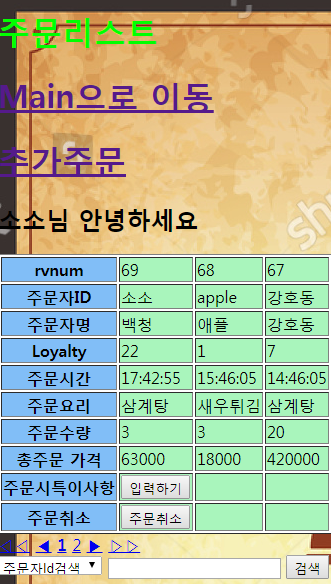 주문리스트
Main으로 이동
추가주문
소소님 안녕하세요
rvnum 69 68 67
주문자ID 소소 apple 강호동
주문자명 백청 애플 강호동
Loyalty 22 1 7
주문시간 17:42:55 15:46:05 14:46:05
주문요리 삼계탕 새우튀김 삼계탕
주문수량 3 3 20
총주문 가격 63000 18000 420000
주문시특이사항 입력하기
주문취소 주문취소
◁◁ ◀ 1 2 ▶ ▷▷
주문자Id검색 검색